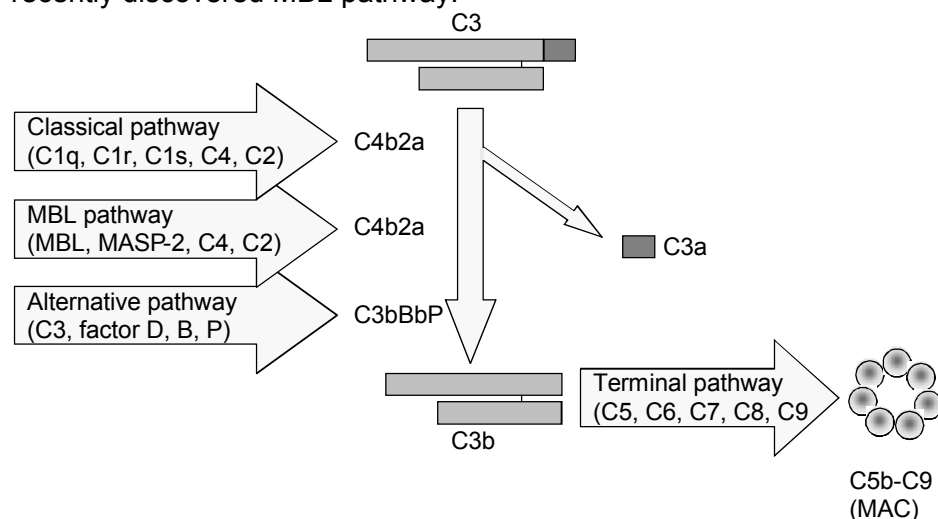 recently discovered MBL pathway.
C3
Classical pathway
(C1q, C1r, C1s, C4, C2)
C4b2a
MBL pathway
(MBL, MASP-2, C4, C2)
C4b2a
C3a
Alternative pathway
(C3, factor D, B, P)
C3bBbP
Terminal pathway
(C5, C6, C7, C8, C9
C3b
C5b-C9
(MAC)